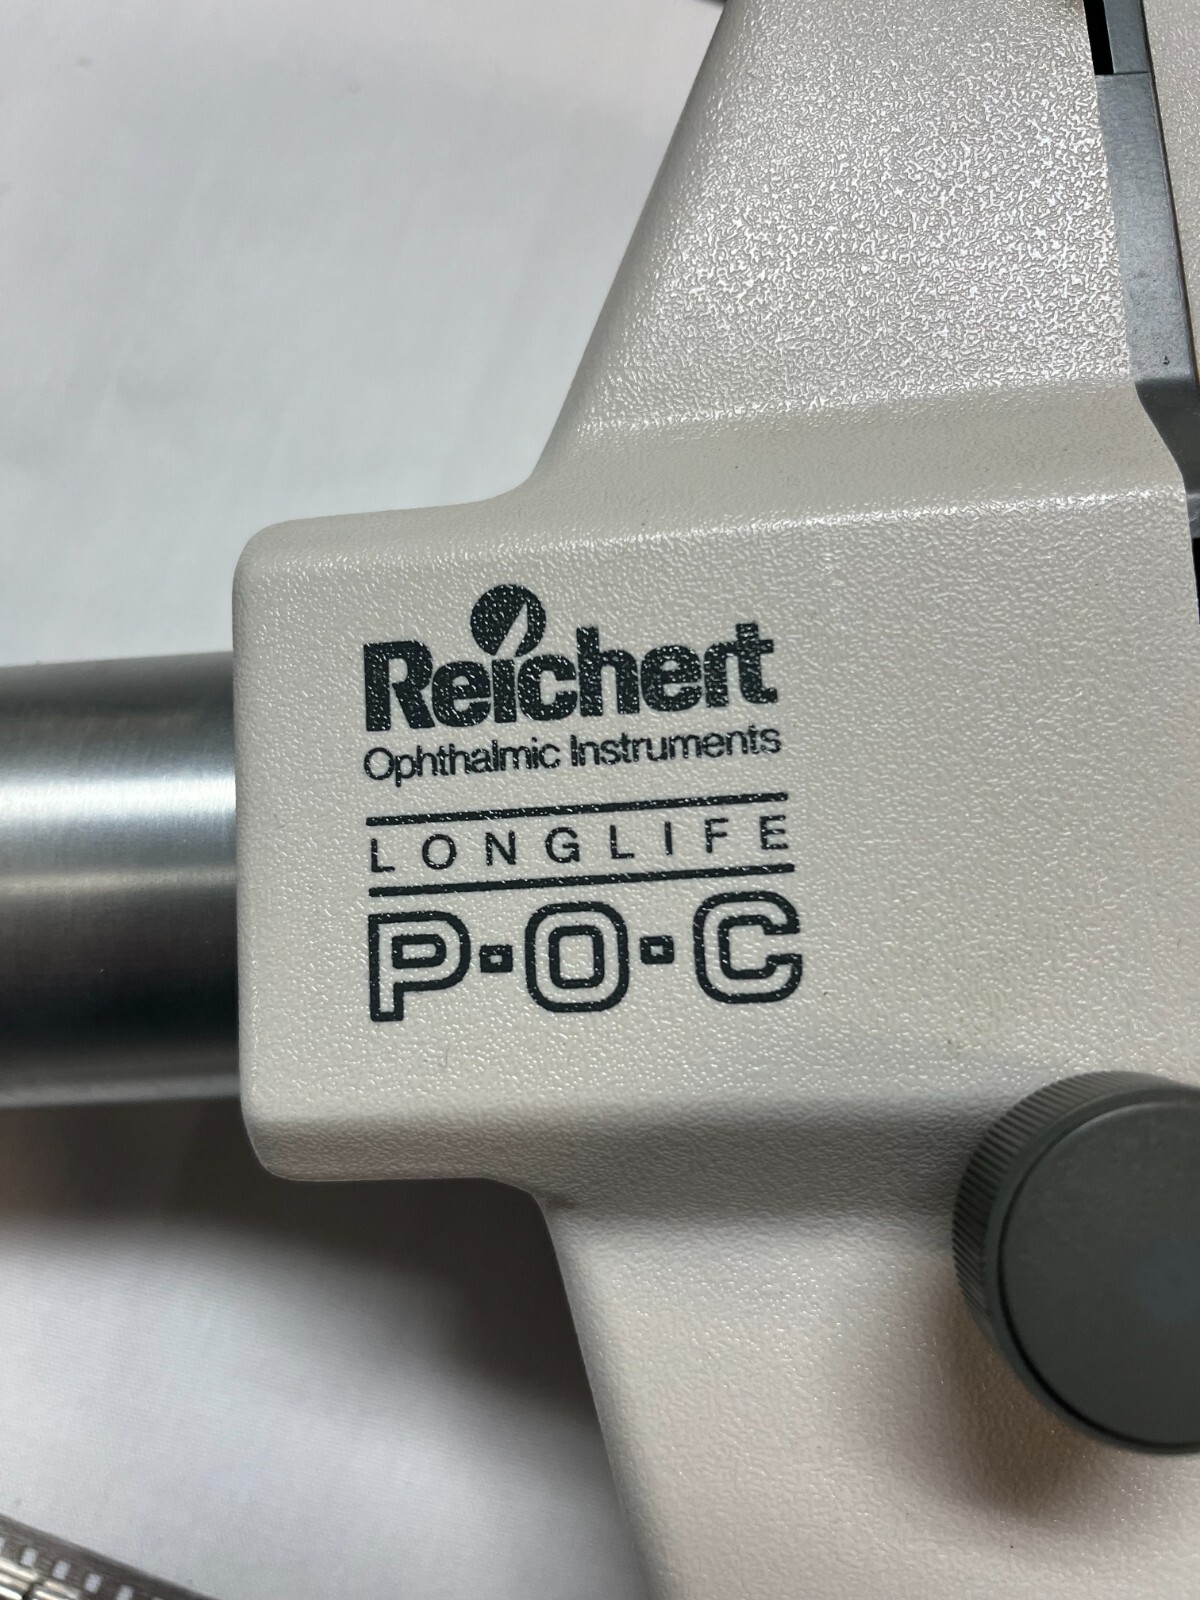 Reichert
Ophthalmic Instruments
LONGLIFE
P·O·C